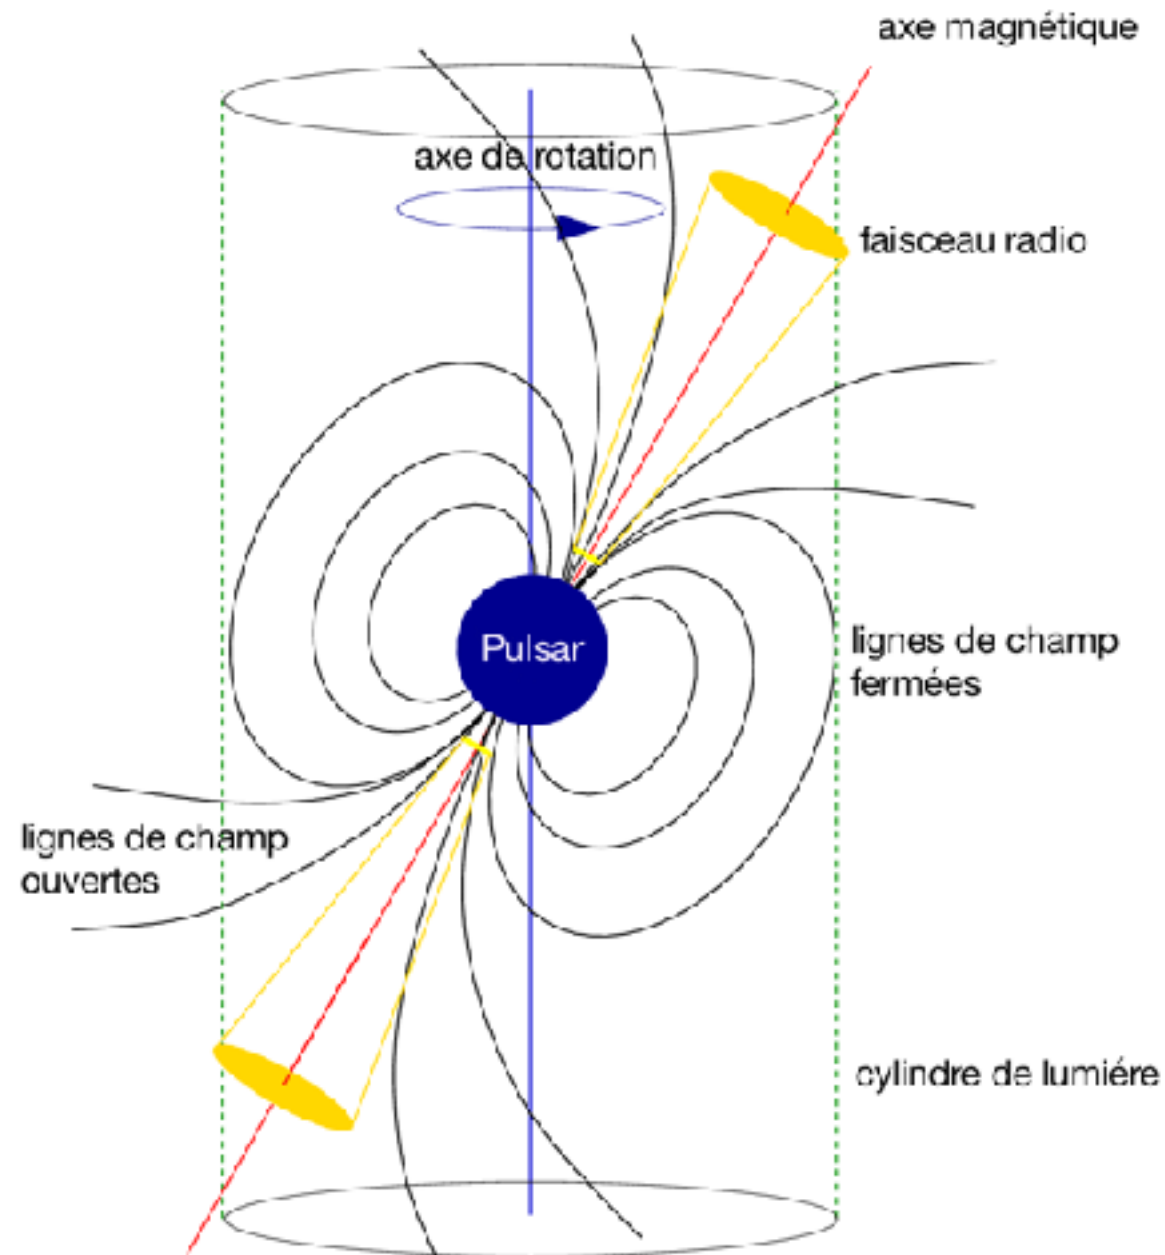 axe magnétique
axe de rotation
faisceau radio
Pulsar
lignes de champ
fermées
lignes de champ
ouvertes
cylindre de lumiére